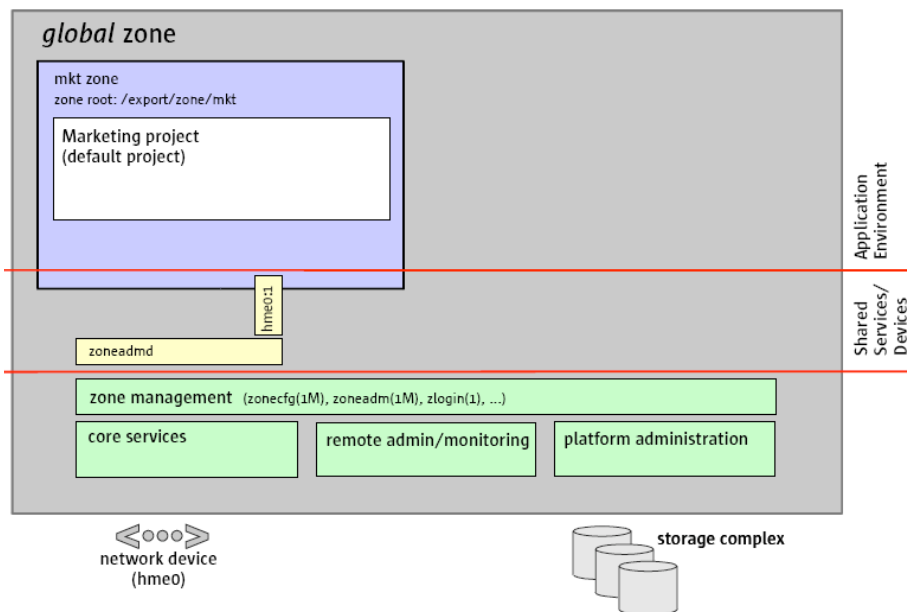 global zone
mkt zone
zone root: /export/zone/mkt
Marketing project
(default project)
Application
Environment
hme0:1
Shared
Services/
Devices
zoneadmd
zone management (zonecfg(1M), zoneadm(1M), zlogin(1), ...)
core services
remote admin/monitoring
platform administration
network device
(hme0)
storage complex